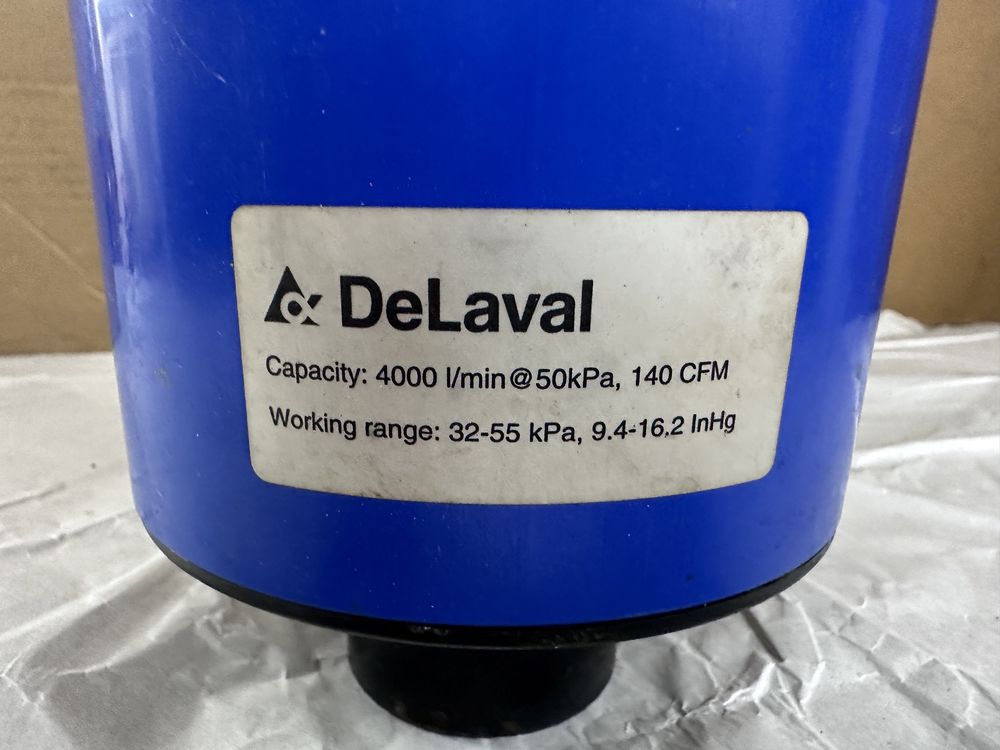 DeLaval
Capacity: 4000 l/min@50kPa, 140 CFM
Working range: 32-55 kPa, 9.4-16.2 InHg